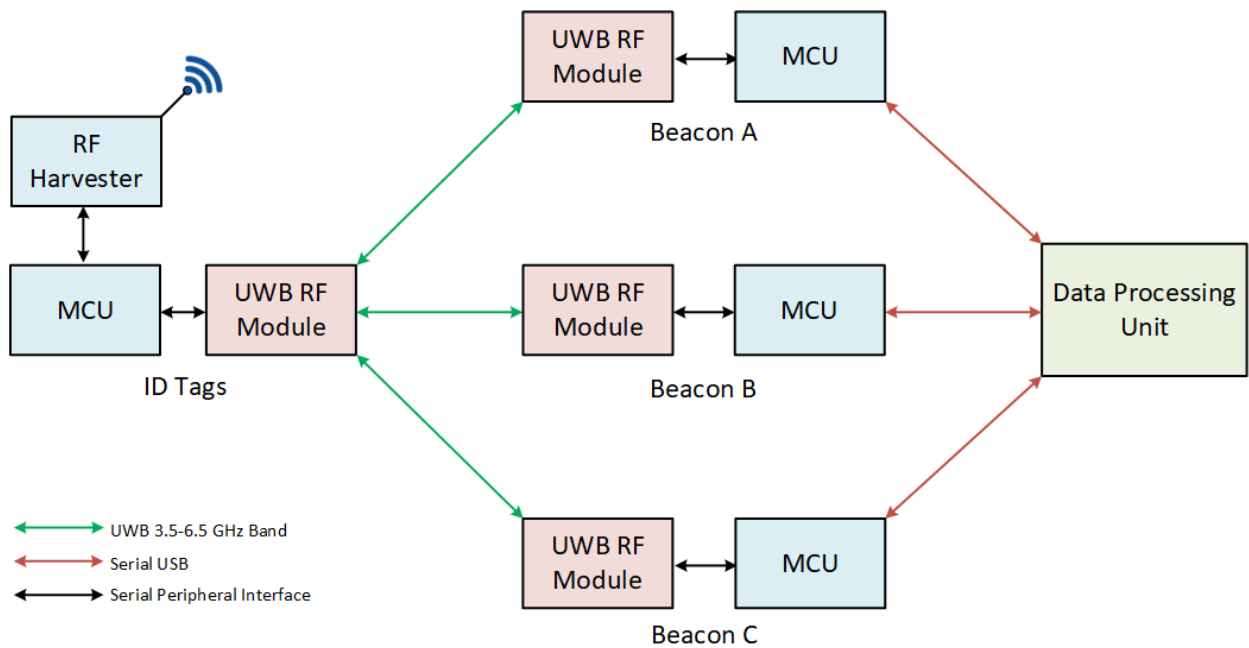 UWB RF
Module
MCU
Beacon A
RF
Harvester
MCU
UWB RF
Module
ID Tags
UWB RF
Module
MCU
Beacon B
Data Processing
Unit
UWB 3.5-6.5 GHz Band
Serial USB
Serial Peripheral Interface
UWB RF
Module
MCU
Beacon C